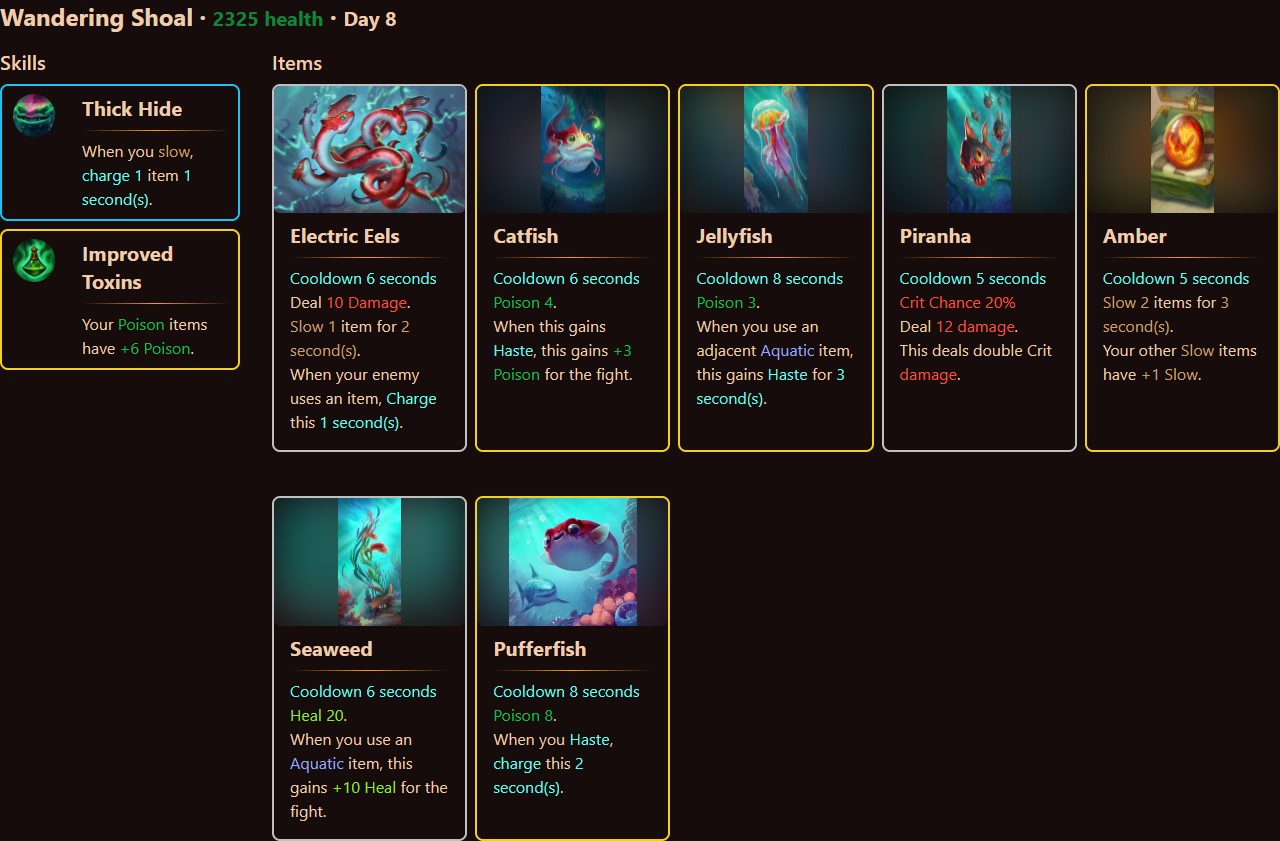 Wandering Shoal · 2325 health · Day 8
Skills
Thick Hide
When you slow,
charge 1 item 1
second(s).
Improved
Toxins
Your Poison items
have +6 Poison.
Items
Electric Eels
Cooldown 6 seconds
Deal 10 Damage.
Slow 1 item for 2
second(s).
When your enemy
uses an item, Charge
this 1 second(s).
Catfish
Cooldown 6 seconds
Poison 4.
When this gains
Haste, this gains +3
Poison for the fight.
Jellyfish
Cooldown 8 seconds
Poison 3.
When you use an
adjacent Aquatic item,
this gains Haste for 3
second(s).
Piranha
Cooldown 5 seconds
Crit Chance 20%
Deal 12 damage.
This deals double Crit
damage.
Amber
Cooldown 5 seconds
Slow 2 items for 3
second(s).
Your other Slow items
have +1 Slow.
Seaweed
Cooldown 6 seconds
Heal 20.
When you use an
Aquatic item, this
gains +10 Heal for the
fight.
Pufferfish
Cooldown 8 seconds
Poison 8.
When you Haste,
charge this 2
second(s).